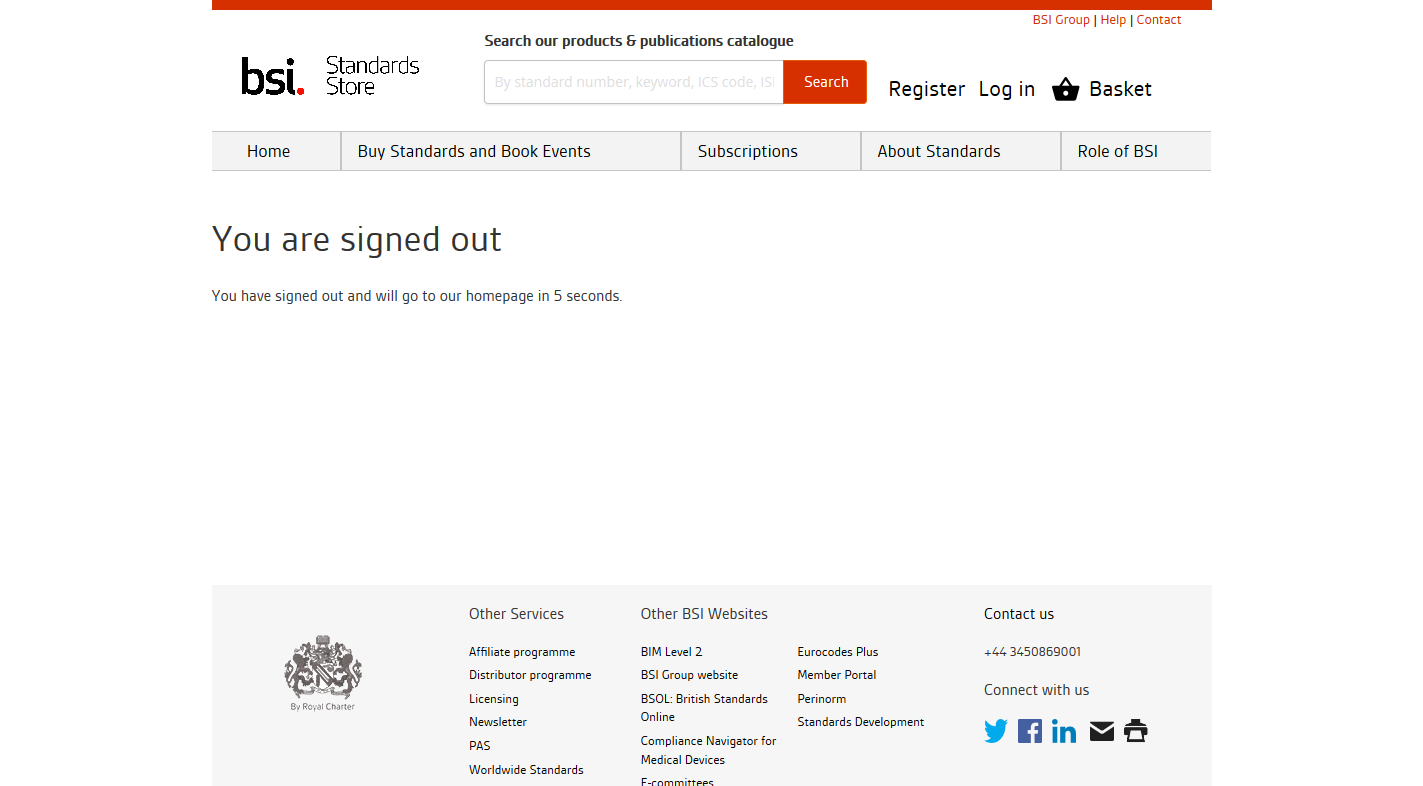 BSI Group | Help | Contact
Search our products & publications catalogue
bsi. Standards Store
By standard number, keyword, ICS code, ISI
Search
Register Log in Basket
Home
Buy Standards and Book Events
Subscriptions
About Standards
Role of BSI
You are signed out
You have signed out and will go to our homepage in 5 seconds.
By Royal Charter
Other Services
Affiliate programme
Distributor programme
Licensing
Newsletter
PAS
Worldwide Standards
Other BSI Websites
BIM Level 2
BSI Group website
BSOL: British Standards
Online
Compliance Navigator for
Medical Devices
E-committees
Eurocodes Plus
Member Portal
Perinorm
Standards Development
Contact us
+44 3450869001
Connect with us